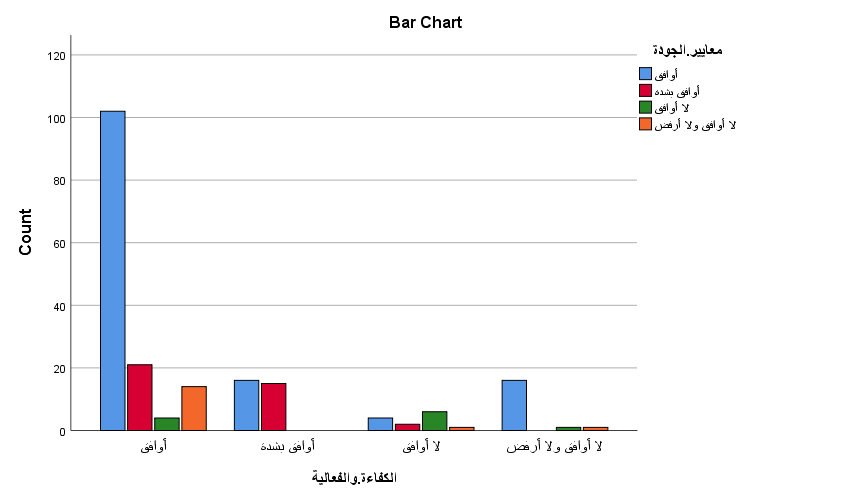 Bar Chart
معايير.الجودة
أوافق
أوافق بشدة
لا أوافق
لا أوافق ولا أرفض
Count
120
100
80
60
40
20
0
أوافق
أوافق بشدة
لا أوافق
لا أوافق ولا أرفض
الكفاءة.والفعالية